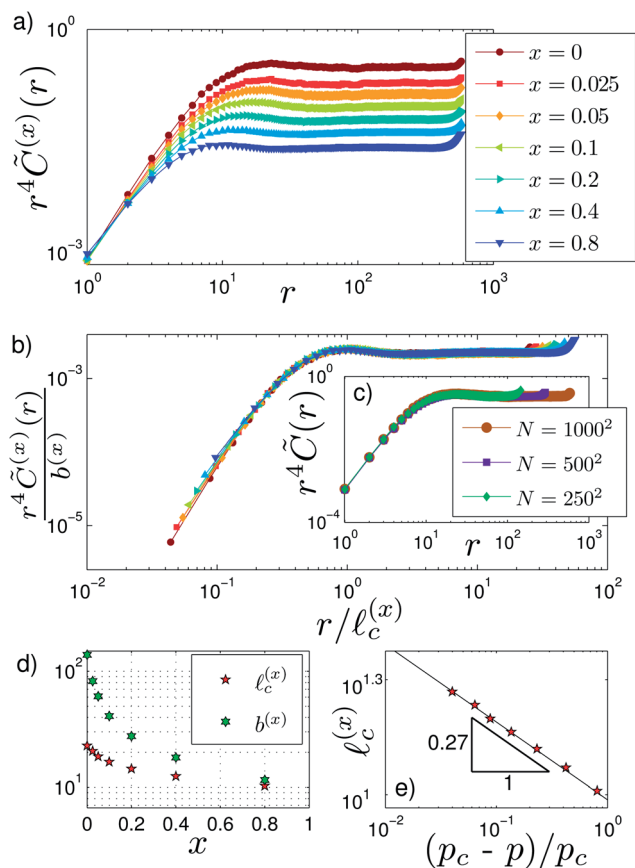 a)
10^0
r^4 C̃^(x)(r)
10^-3
10^0 10^1 10^2 10^3
r
x = 0
x = 0.025
x = 0.05
x = 0.1
x = 0.2
x = 0.4
x = 0.8
b)
10^-3
r^4 C̃^(x)(r) / b^(x)
10^-5
10^-2 10^-1 10^0 10^1 10^2
r/ℓ_c^(x)
c)
10^0
r^4 C̃(r)
10^-4
10^0 10^1 10^2 10^3
r
N = 1000^2
N = 500^2
N = 250^2
d)
10^2
10^1
0 0.2 0.4 0.6 0.8 1
x
ℓ_c^(x)
b^(x)
e)
10^1.3
ℓ_c^(x)
10^1
0.27
1
10^-2 10^-1 10^0
(p_c - p)/p_c